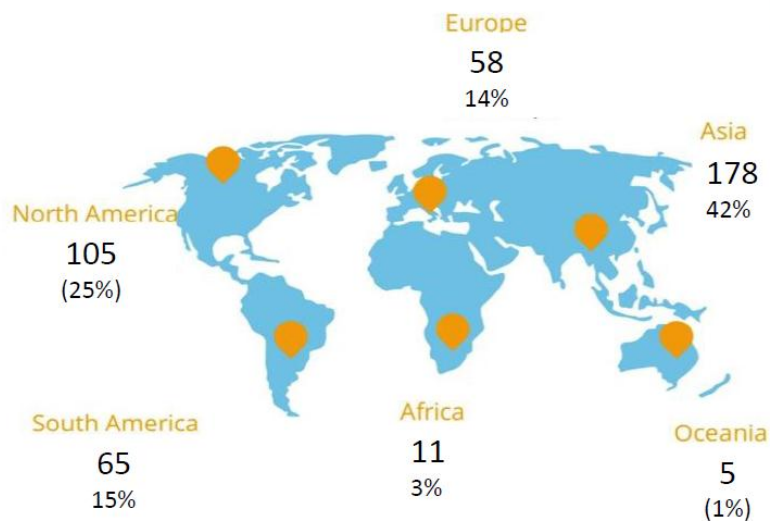 Europe
58
14%
Asia
178
42%
North America
105
(25%)
South America
65
15%
Africa
11
3%
Oceania
5
(1%)